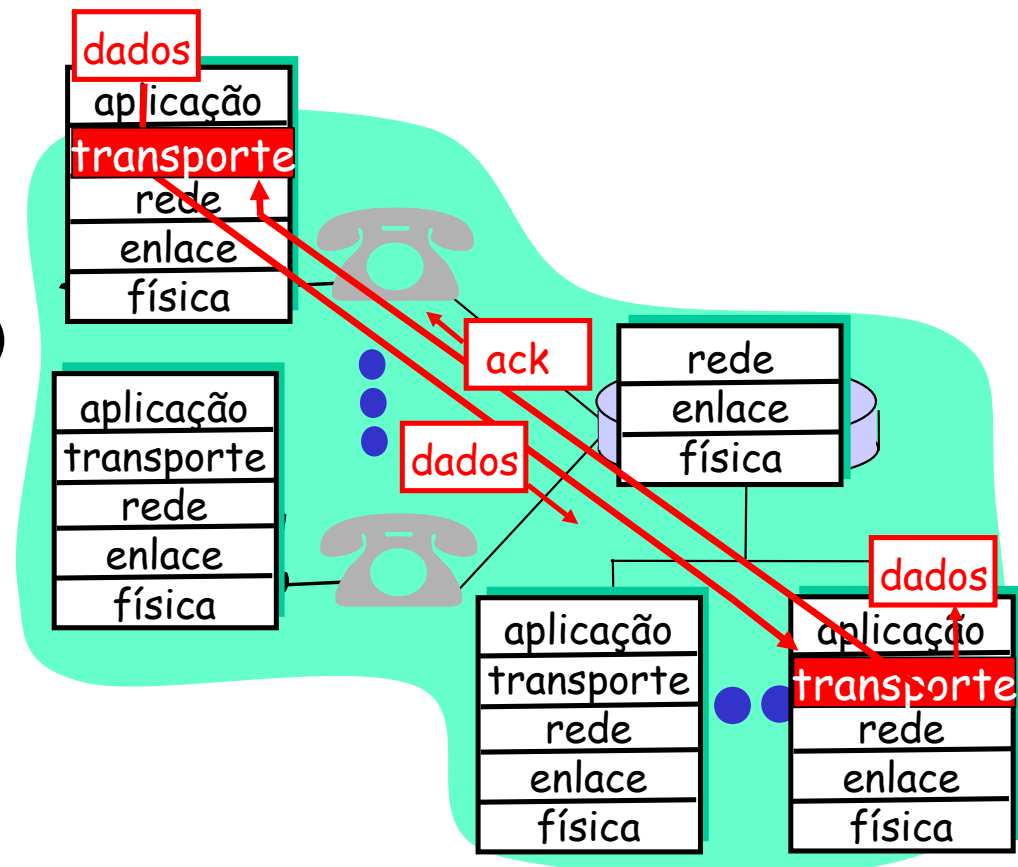 dados
aplicação
transporte
rede
enlace
física
)
ack
rede
enlace
física
aplicação
transporte
rede
enlace
física
dados
dados
aplicação
transporte
rede
enlace
física
aplicação
transporte
rede
enlace
física